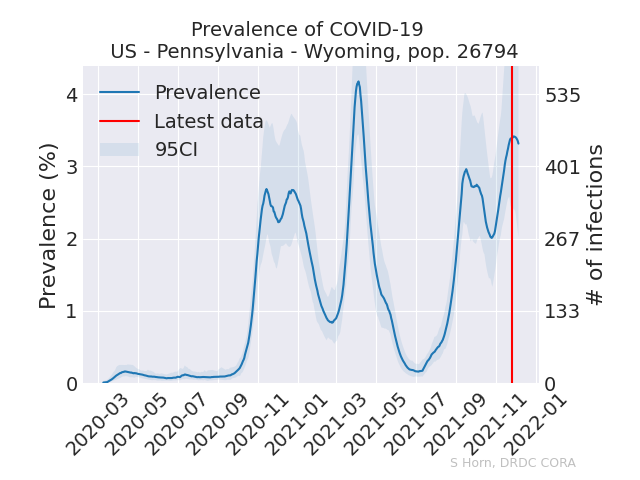 Prevalence of COVID-19
US - Pennsylvania - Wyoming, pop. 26794
Prevalence
Latest data
95CI
Prevalence (%)
4
3
2
1
0
535
401
267
133
0
# of infections
2020-03
2020-05
2020-07
2020-09
2020-11
2021-01
2021-03
2021-05
2021-07
2021-09
2021-11
2022-01
S Horn, DRDC CORA